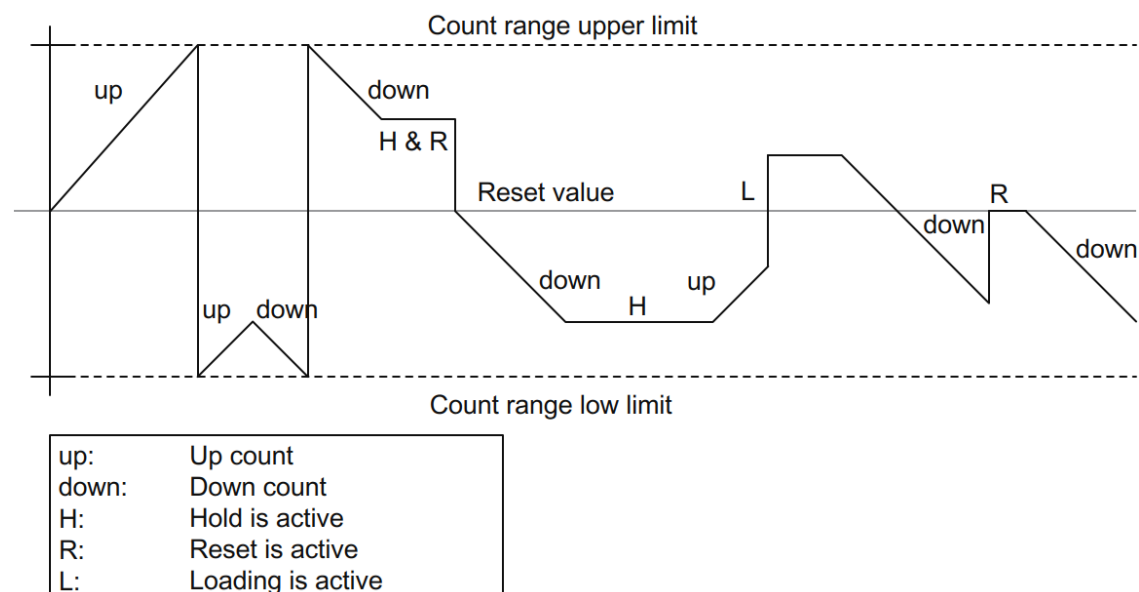 Count range upper limit
up
down
H & R
Reset value
L
R
down
down
down
up
H
up
down
Count range low limit
up: Up count
down: Down count
H: Hold is active
R: Reset is active
L: Loading is active